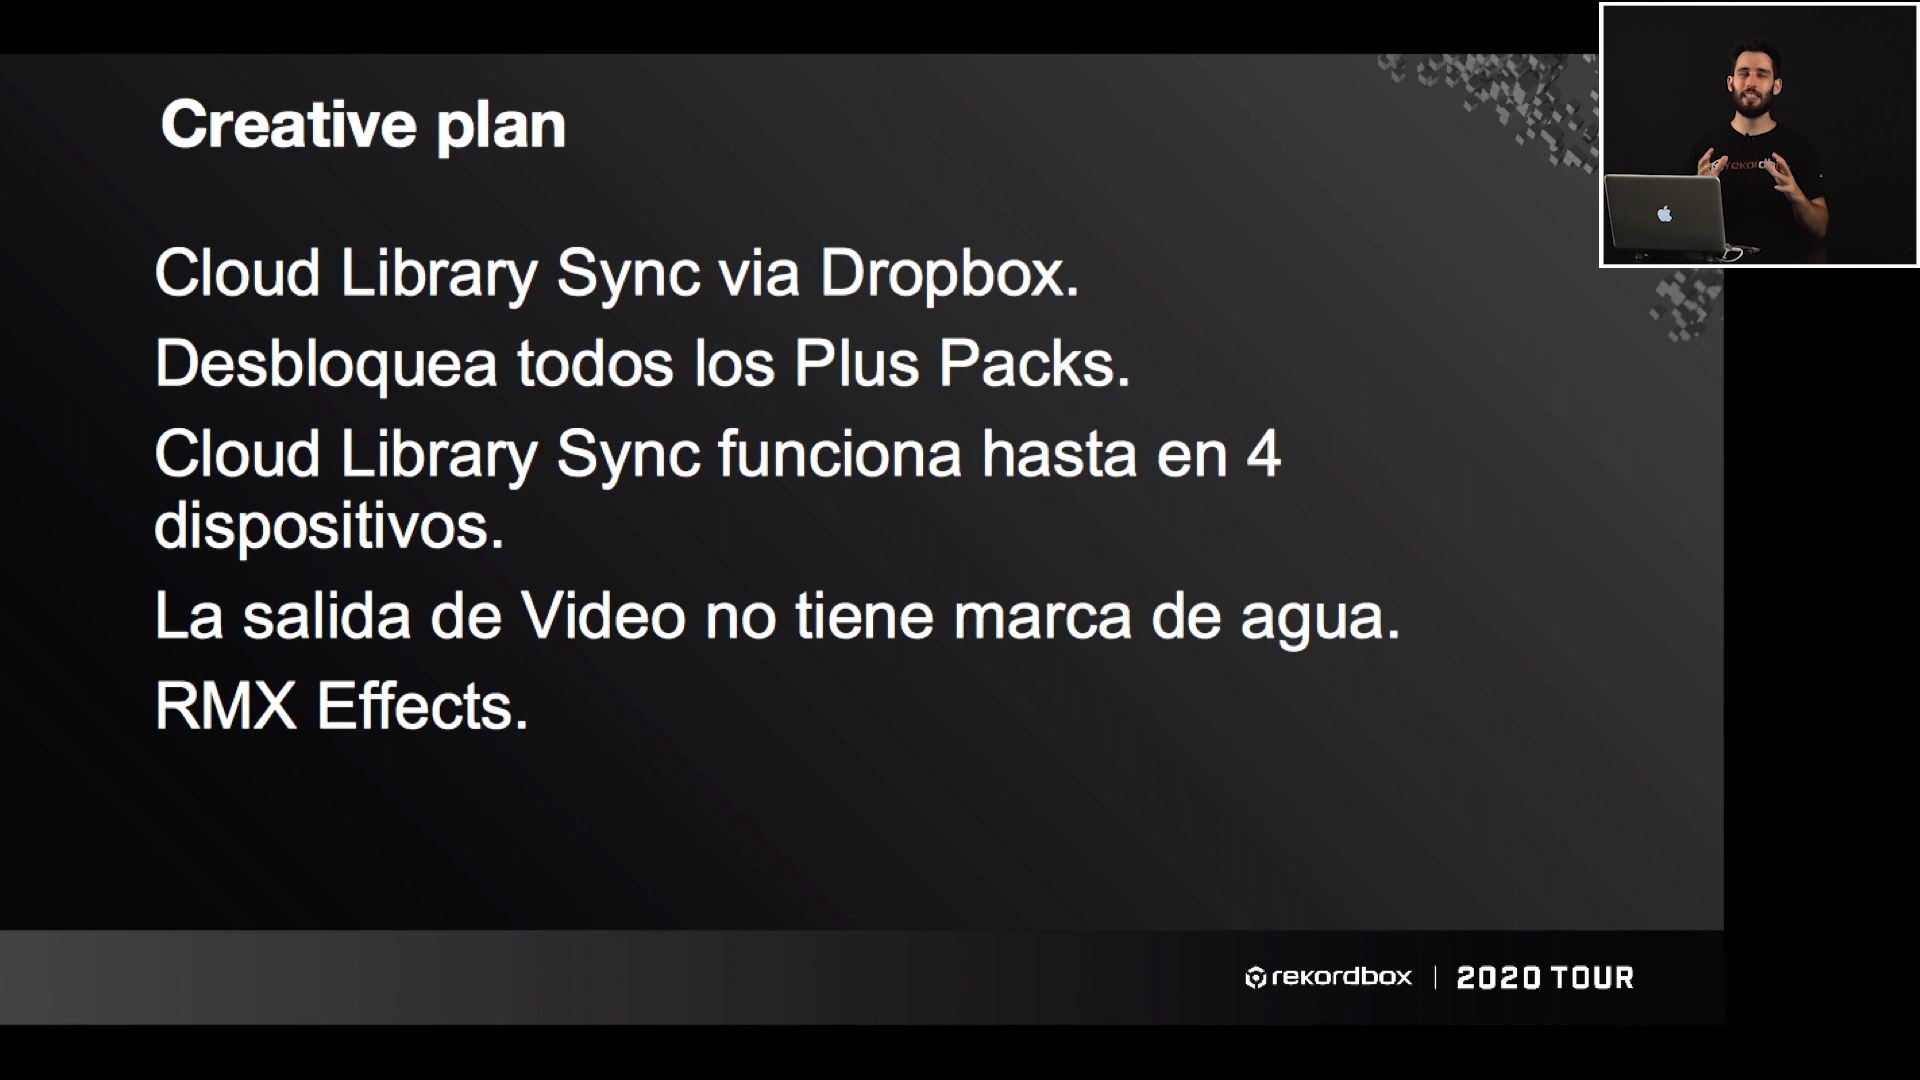 Creative plan
Cloud Library Sync via Dropbox.
Desbloquea todos los Plus Packs.
Cloud Library Sync funciona hasta en 4
dispositivos.
La salida de Video no tiene marca de agua.
RMX Effects.
rekordbox | 2020 TOUR